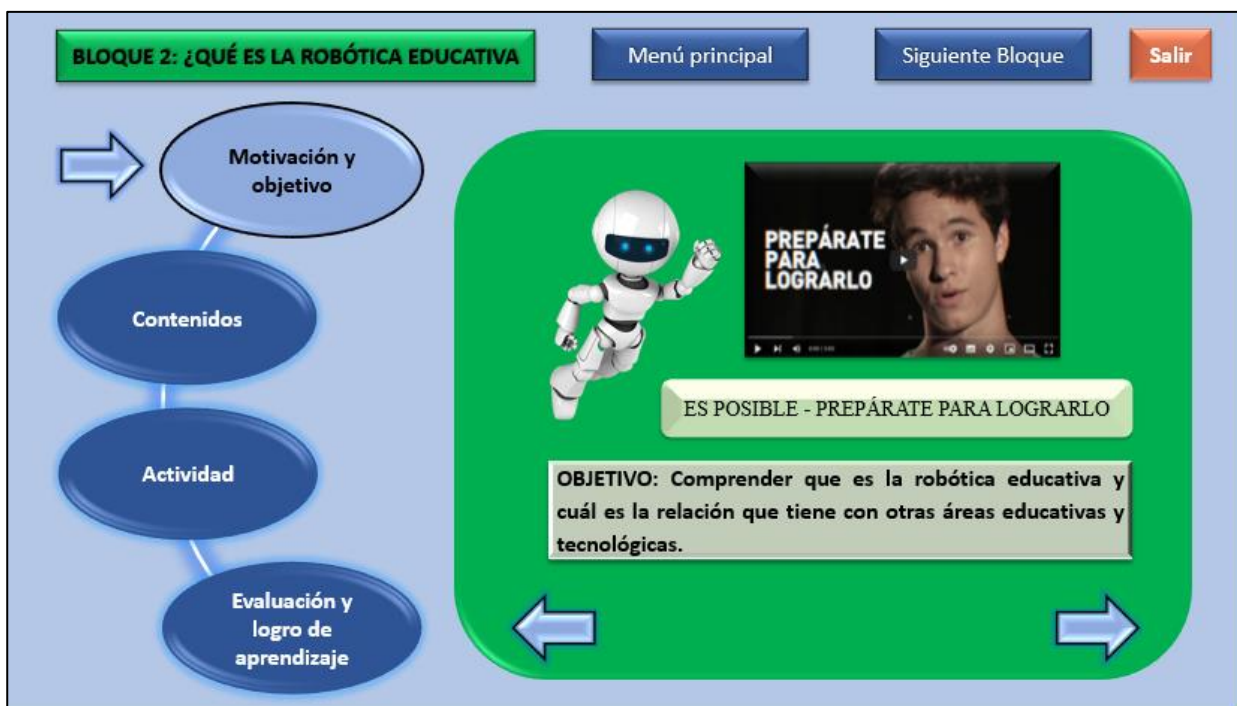 BLOQUE 2: ¿QUÉ ES LA ROBÓTICA EDUCATIVA
Menú principal
Siguiente Bloque
Salir
Motivación y
objetivo
Contenidos
Actividad
Evaluación y
logro de
aprendizaje
PREPÁRATE
PARA
LOGRARLO
ES POSIBLE - PREPÁRATE PARA LOGRARLO
OBJETIVO: Comprender que es la robótica educativa y
cuál es la relación que tiene con otras áreas educativas y
tecnológicas.